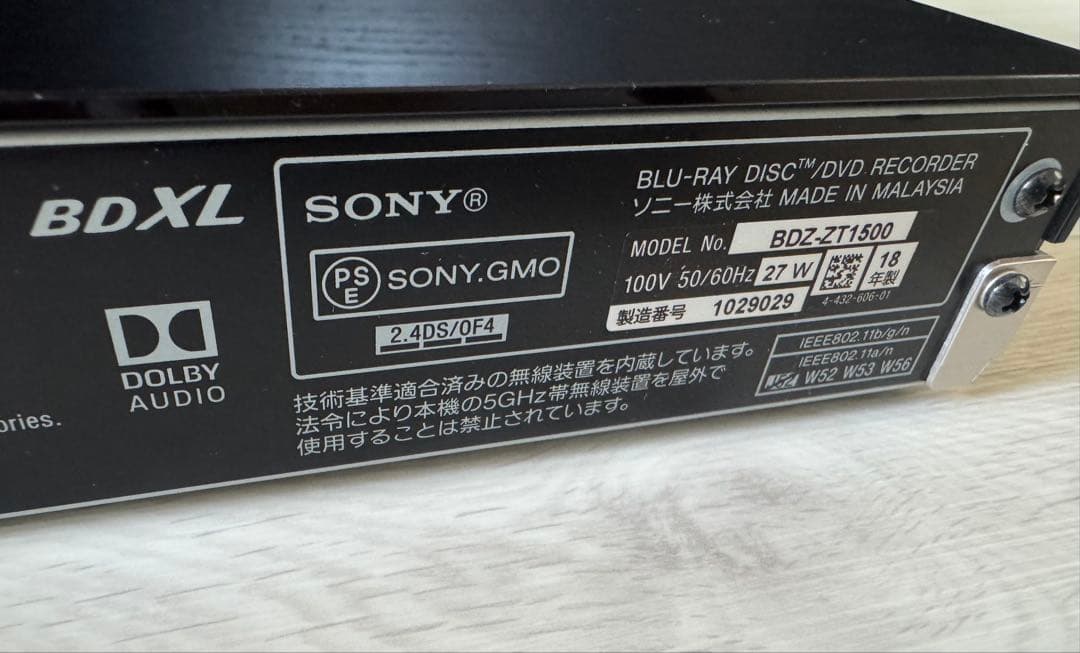 BDXL
DOLBY
AUDIO
ories.
SONY®
PSE SONY.GMO
2.4DS/OF4
BLU-RAY DISC™/DVD RECORDER
ソニー株式会社 MADE IN MALAYSIA
MODEL No. BDZ-ZT1500
100V 50/60Hz 27 W 18年製
4-432-606-01
製造番号 1029029
技術基準適合済みの無線装置を内蔵しています。
法令により本機の5GHz帯無線装置を屋外で
使用することは禁止されています。
IEEE802.11b/g/n
IEEE802.11a/n
W52 W53 W56